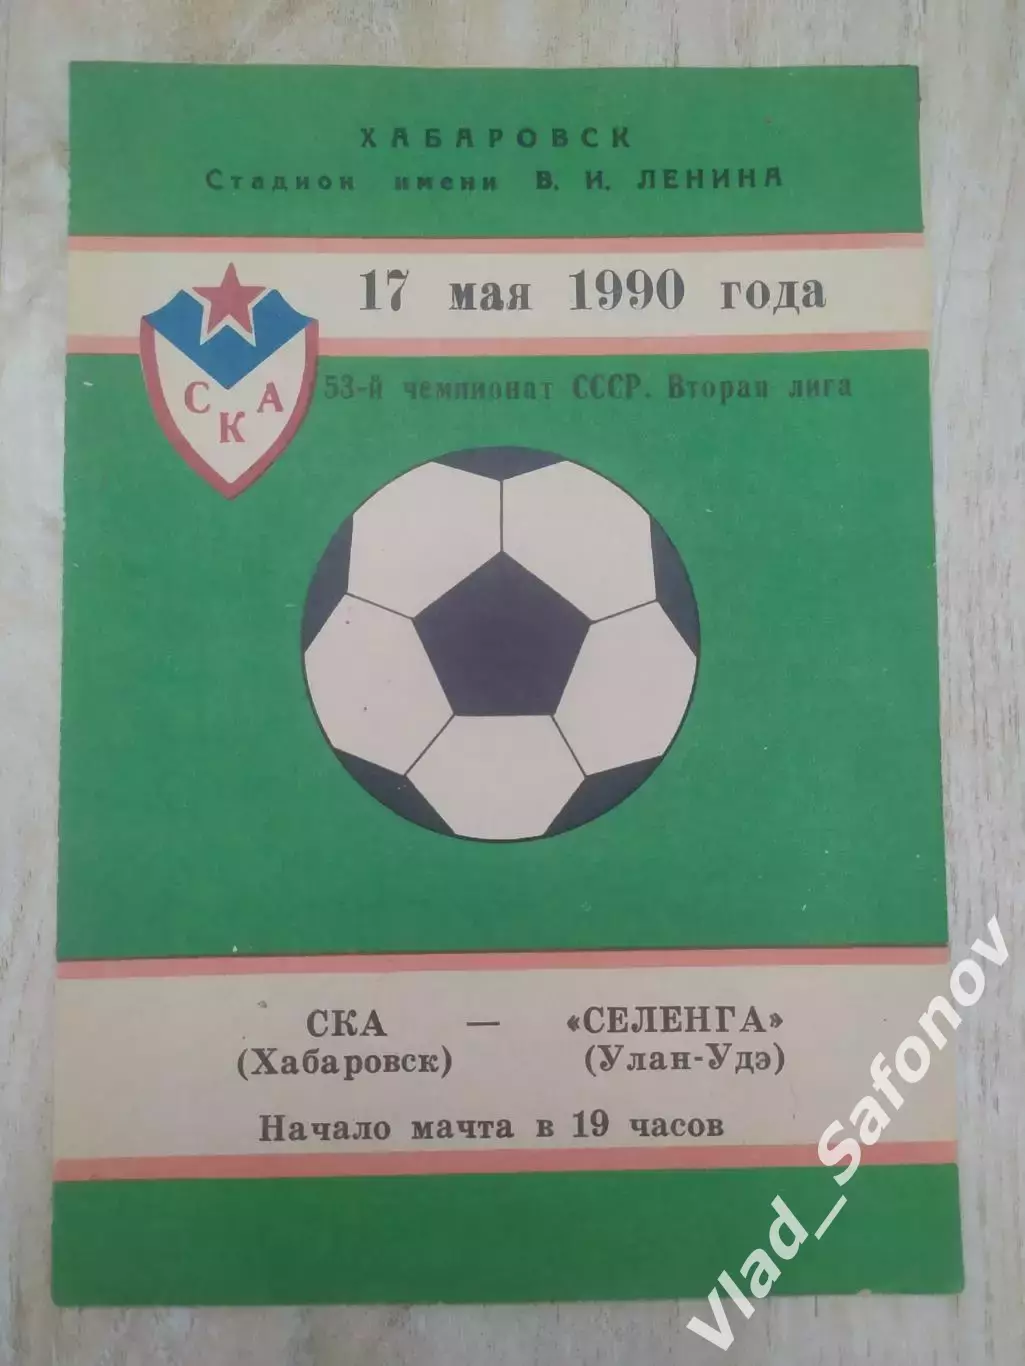 ХАБАРОВСК
Стадион имени В. И. ЛЕНИНА
17 мая 1990 года
СКА
53-й чемпионат СССР. Вторая лига
СКА — «СЕЛЕНГА»
(Хабаровск) (Улан-Удэ)
Начало мачта в 19 часов
Vlad_Safonov